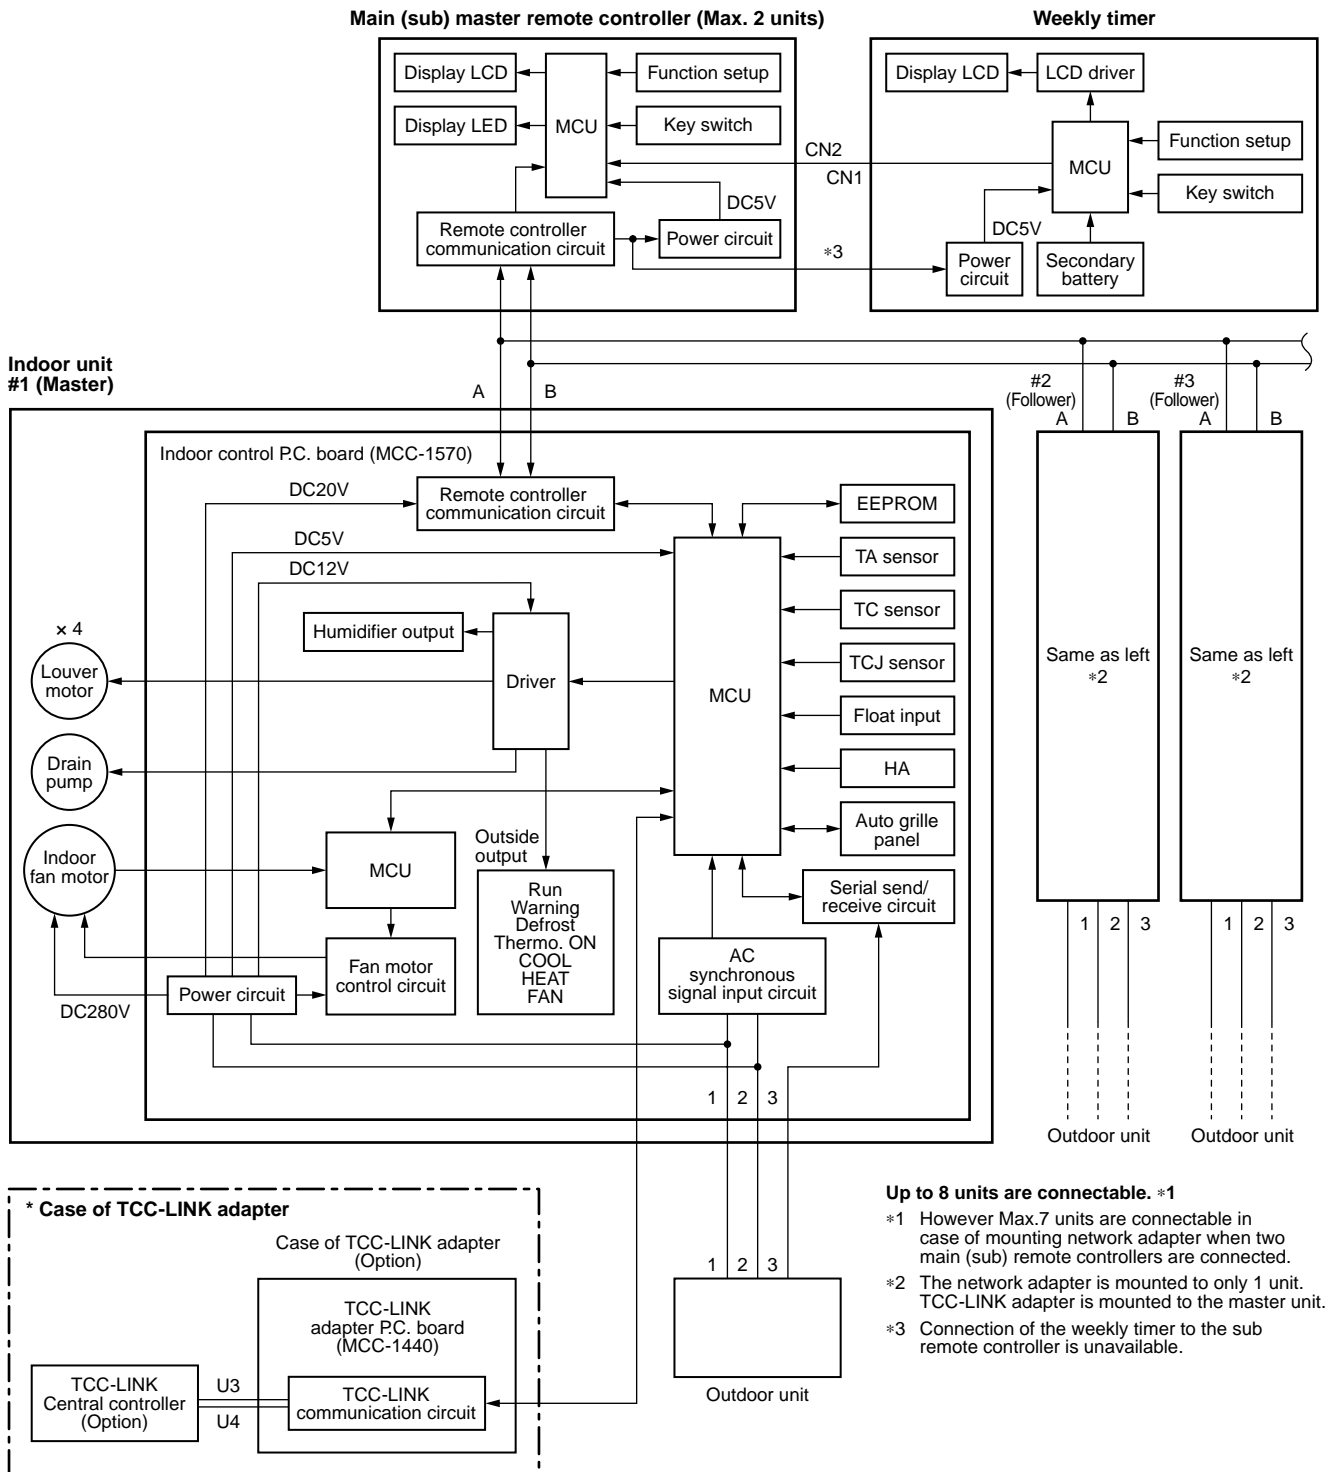 Main (sub) master remote controller (Max. 2 units)
Weekly timer
Display LCD
Function setup
Display LED
MCU
Key switch
Remote controller
communication circuit
Power circuit
DC5V
Display LCD
LCD driver
MCU
Function setup
Key switch
DC5V
Power
circuit
Secondary
battery
CN2
CN1
*3
Indoor unit
#1 (Master)
A
B
#2
(Follower)
A
B
#3
(Follower)
A
B
Indoor control P.C. board (MCC-1570)
DC20V
Remote controller
communication circuit
DC5V
DC12V
EEPROM
TA sensor
TC sensor
TCJ sensor
Float input
HA
Auto grille
panel
Serial send/
receive circuit
MCU
Humidifier output
Driver
× 4
Louver
motor
Drain
pump
Indoor
fan motor
MCU
Outside
output
Run
Warning
Defrost
Thermo. ON
COOL
HEAT
FAN
Fan motor
control circuit
Power circuit
DC280V
AC
synchronous
signal input circuit
1
2
3
Same as left
*2
Same as left
*2
1
2
3
1
2
3
Outdoor unit
Outdoor unit
* Case of TCC-LINK adapter
Case of TCC-LINK adapter
(Option)
TCC-LINK
adapter P.C. board
(MCC-1440)
TCC-LINK
Central controller
(Option)
U3
U4
TCC-LINK
communication circuit
1
2
3
Outdoor unit
Up to 8 units are connectable. *1
*1 However Max.7 units are connectable in
case of mounting network adapter when two
main (sub) remote controllers are connected.
*2 The network adapter is mounted to only 1 unit.
TCC-LINK adapter is mounted to the master unit.
*3 Connection of the weekly timer to the sub
remote controller is unavailable.